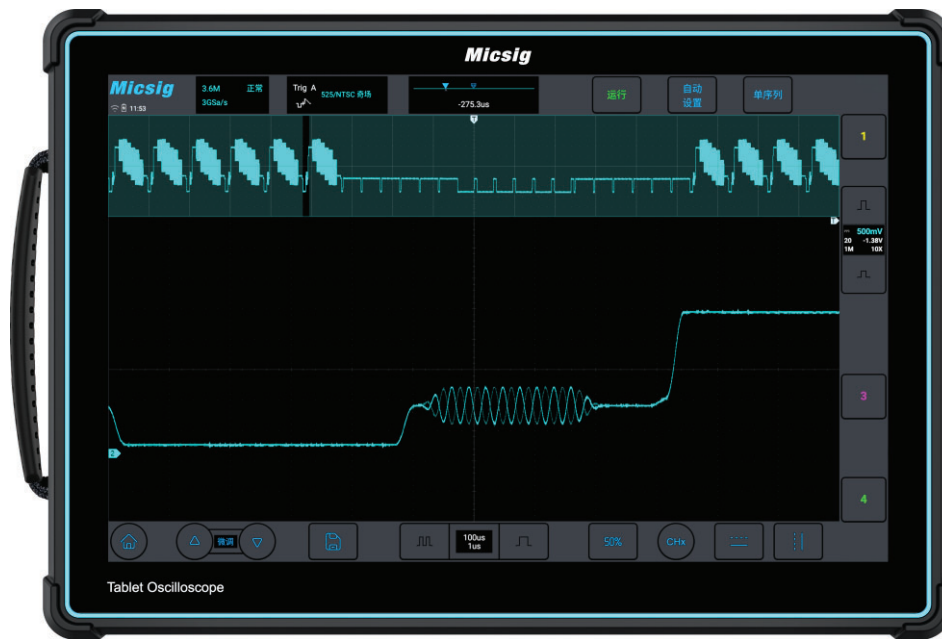 Micsig
Micsig
11:53
3.6M 正常
3GSa/s
Trig A
525/NTSC 奇场
-275.3us
运行
自动
设置
单序列
T
1
T
500mV
20 -1.38V
1M 10X
3
2
4
微调
100us
1us
50%
CHx
Tablet Oscilloscope